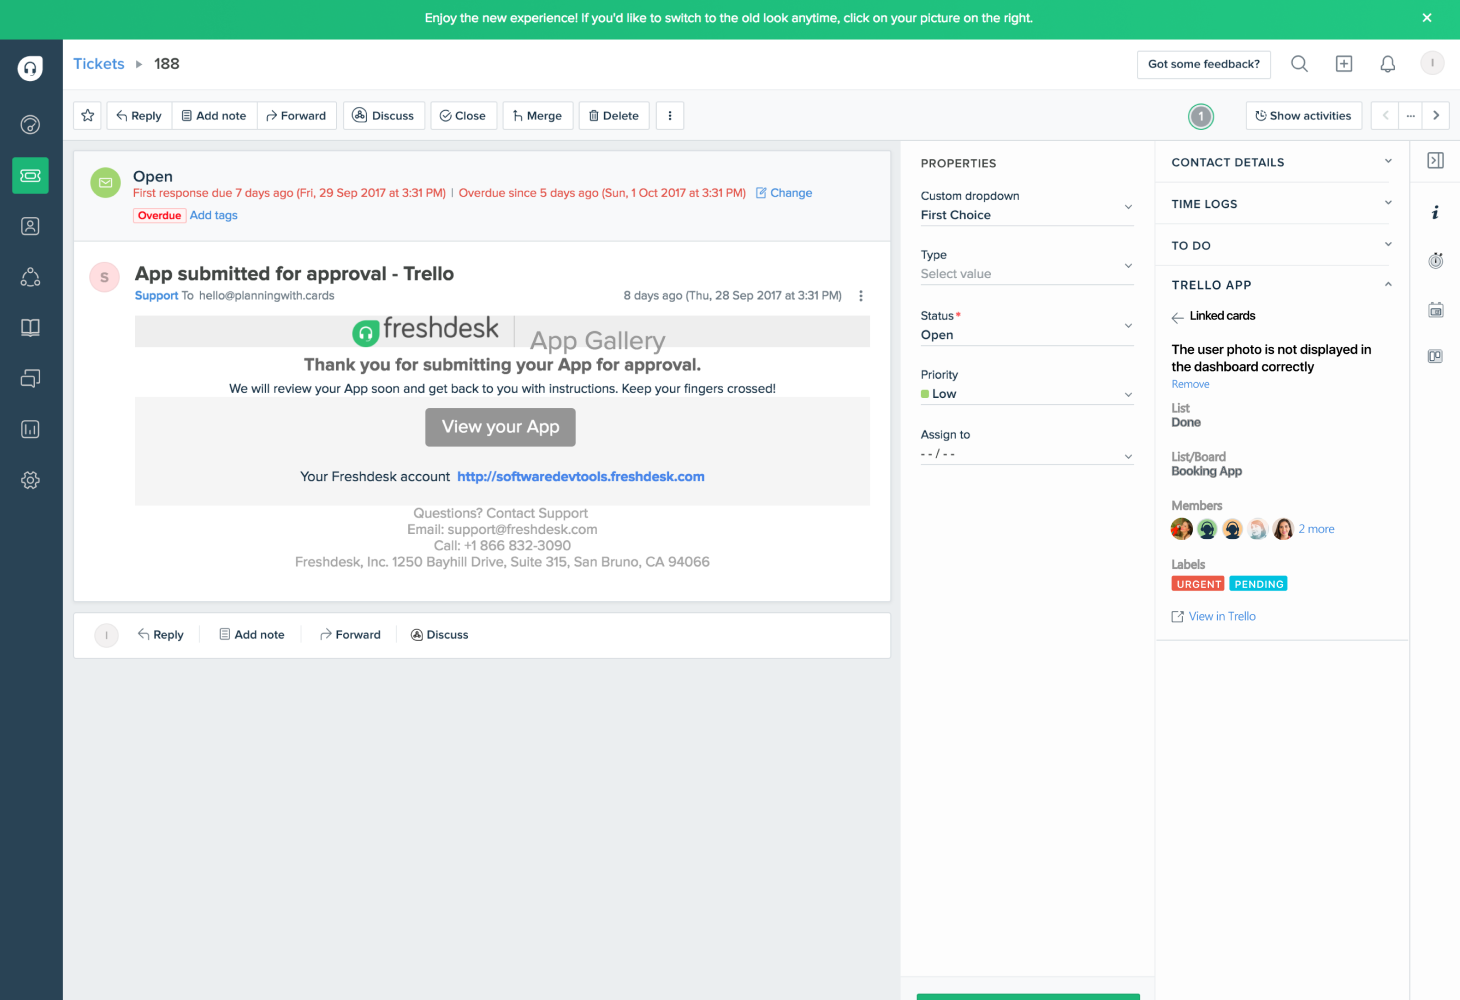 Enjoy the new experience! If you'd like to switch to the old look anytime, click on your picture on the right.
Tickets ▸ 188
Got some feedback?
I
Reply
Add note
Forward
Discuss
Close
Merge
Delete
1
Show activities
Open
First response due 7 days ago (Fri, 29 Sep 2017 at 3:31 PM) | Overdue since 5 days ago (Sun, 1 Oct 2017 at 3:31 PM) Change
Overdue Add tags
S
App submitted for approval - Trello
Support To hello@planningwith.cards
8 days ago (Thu, 28 Sep 2017 at 3:31 PM)
freshdesk | App Gallery
Thank you for submitting your App for approval.
We will review your App soon and get back to you with instructions. Keep your fingers crossed!
View your App
Your Freshdesk account http://softwaredevtools.freshdesk.com
Questions? Contact Support
Email: support@freshdesk.com
Call: +1 866 832-3090
Freshdesk, Inc. 1250 Bayhill Drive, Suite 315, San Bruno, CA 94066
I
Reply
Add note
Forward
Discuss
PROPERTIES
Custom dropdown
First Choice
Type
Select value
Status*
Open
Priority
Low
Assign to
- - / - -
CONTACT DETAILS
TIME LOGS
TO DO
TRELLO APP
Linked cards
The user photo is not displayed in
the dashboard correctly
Remove
List
Done
List/Board
Booking App
Members
2 more
Labels
URGENT PENDING
View in Trello